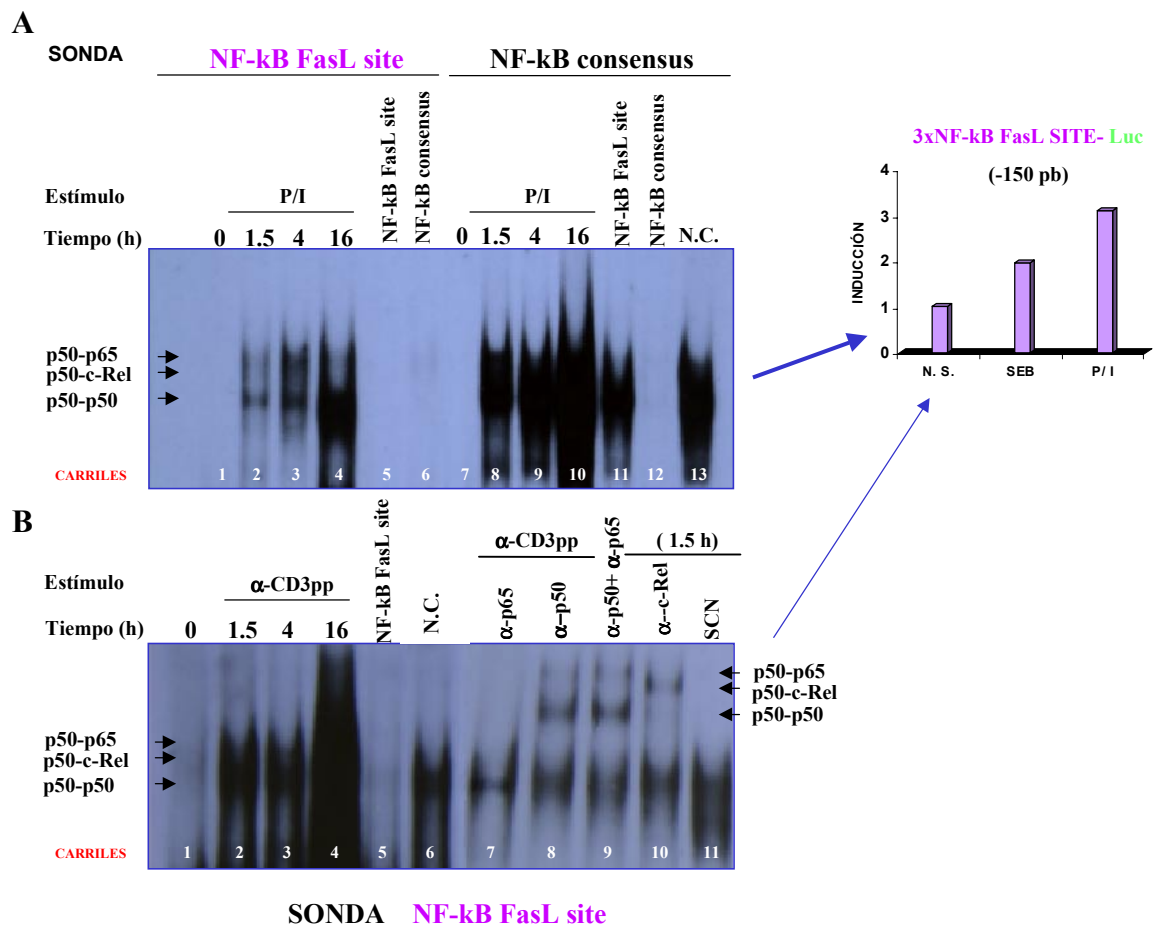 A
SONDA
NF-kB FasL site
NF-kB consensus
Estímulo
P/I
NF-kB FasL site
NF-kB consensus
P/I
NF-kB FasL site
NF-kB consensus
Tiempo (h)
0 1.5 4 16
0 1.5 4 16
N.C.
p50-p65
p50-c-Rel
p50-p50
CARRILES
1 2 3 4 5 6 7 8 9 10 11 12 13
3xNF-kB FasL SITE- Luc
(-150 pb)
INDUCCIÓN
4
3
2
1
0
N. S. SEB P/ I
B
Estímulo
α-CD3pp
NF-kB FasL site
N.C.
α-CD3pp
( 1.5 h)
α-p65
α–p50
α-p50+ α-p65
α--c-Rel
SCN
Tiempo (h)
0 1.5 4 16
p50-p65
p50-c-Rel
p50-p50
p50-p65
p50-c-Rel
p50-p50
CARRILES
1 2 3 4 5 6 7 8 9 10 11
SONDA NF-kB FasL site